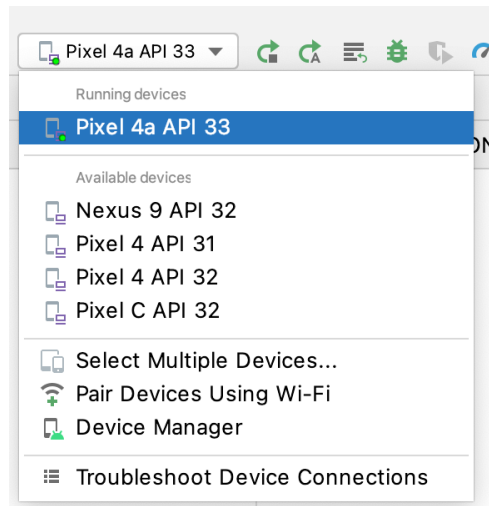 Pixel 4a API 33
Running devices
Pixel 4a API 33
Available devices
Nexus 9 API 32
Pixel 4 API 31
Pixel 4 API 32
Pixel C API 32
Select Multiple Devices...
Pair Devices Using Wi-Fi
Device Manager
Troubleshoot Device Connections